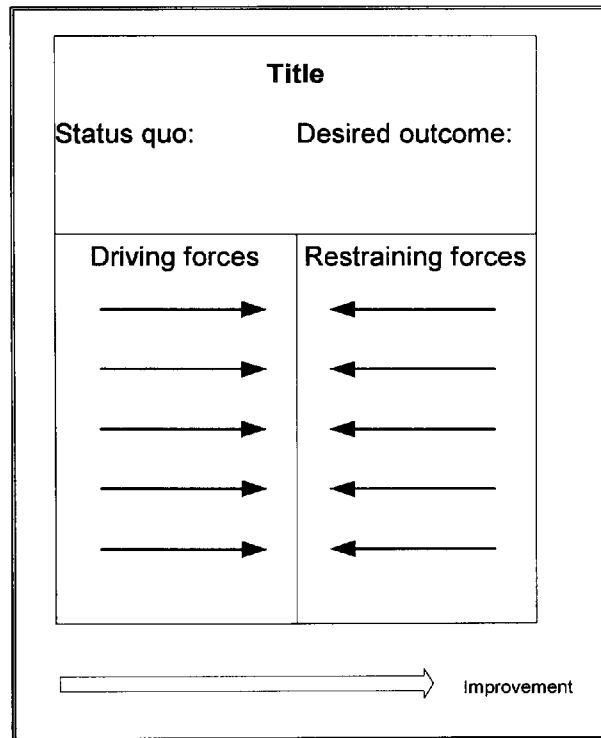 Title
Status quo: Desired outcome:
Driving forces Restraining forces
Improvement